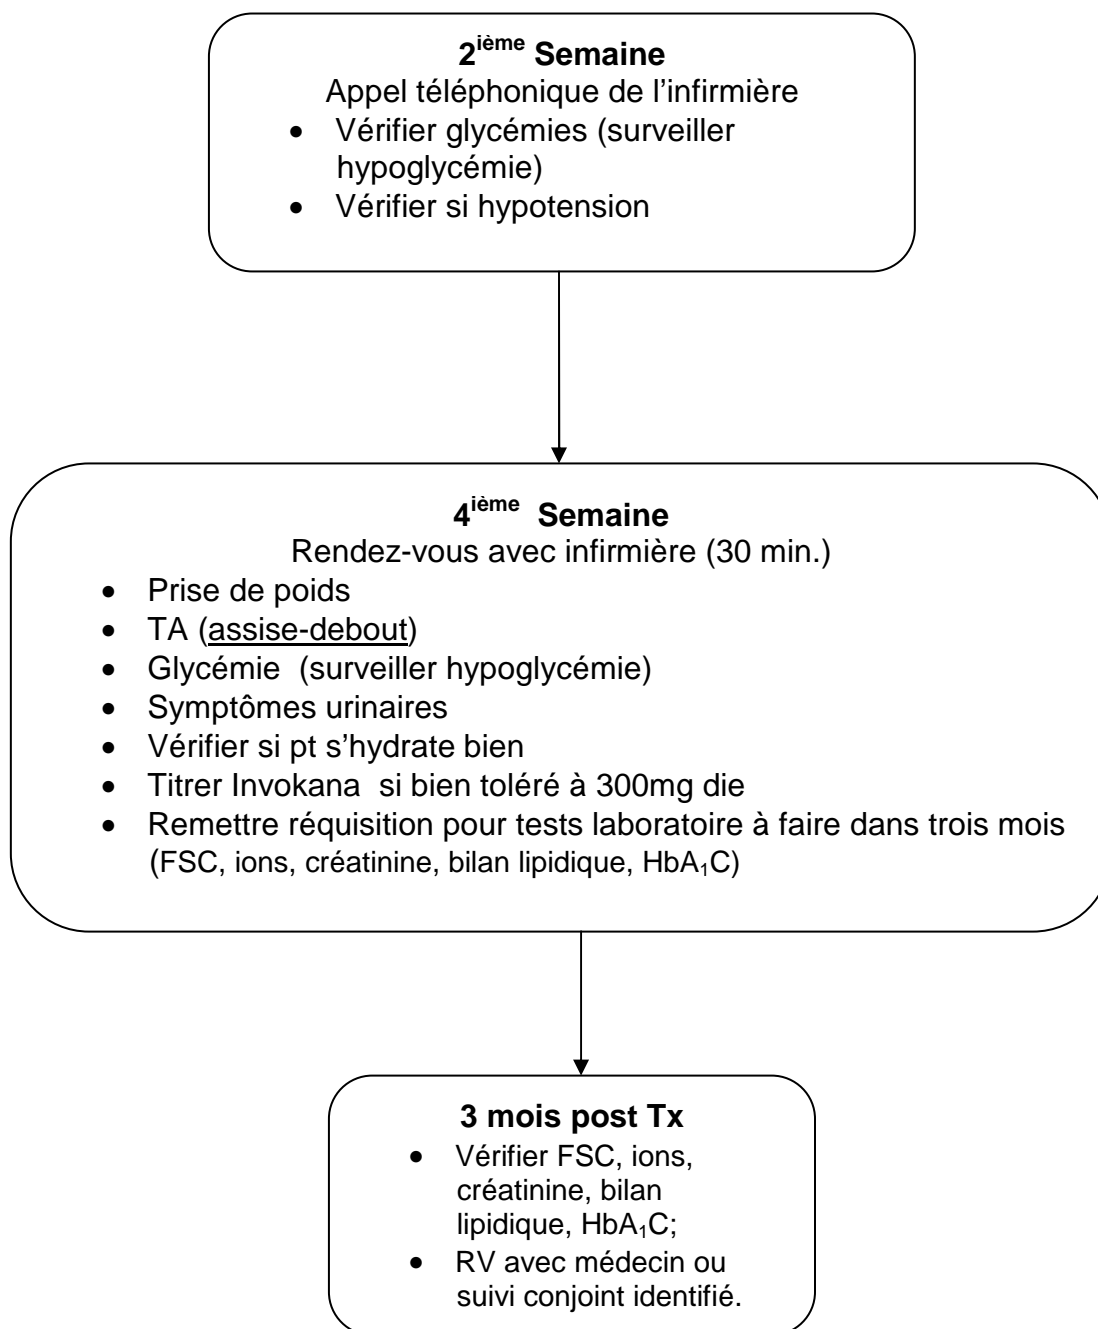 2ième Semaine
Appel téléphonique de l’infirmière
• Vérifier glycémies (surveiller
hypoglycémie)
• Vérifier si hypotension
4ième Semaine
Rendez-vous avec infirmière (30 min.)
• Prise de poids
• TA (assise-debout)
• Glycémie (surveiller hypoglycémie)
• Symptômes urinaires
• Vérifier si pt s’hydrate bien
• Titrer Invokana si bien toléré à 300mg die
• Remettre réquisition pour tests laboratoire à faire dans trois mois
(FSC, ions, créatinine, bilan lipidique, HbA₁C)
3 mois post Tx
• Vérifier FSC, ions,
créatinine, bilan
lipidique, HbA₁C;
• RV avec médecin ou
suivi conjoint identifié.